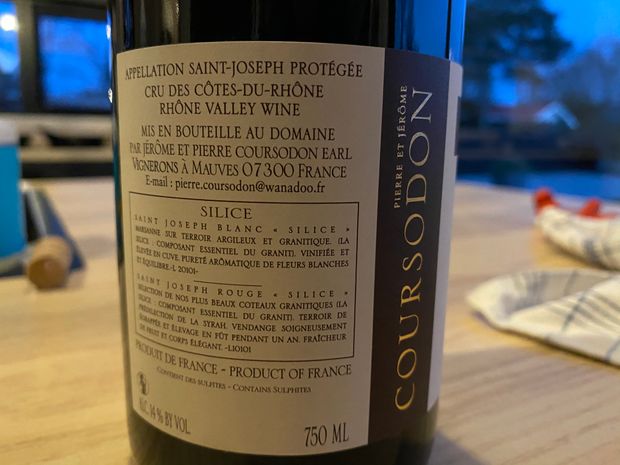 APPELLATION SAINT-JOSEPH PROTÉGÉE
CRU DES CÔTES-DU-RHÔNE
RHÔNE VALLEY WINE
MIS EN BOUTEILLE AU DOMAINE
PAR JÉRÔME ET PIERRE COURSODON EARL
VIGNERONS À MAUVES 07300 FRANCE
E-mail : pierre.coursodon@wanadoo.fr
SILICE
SAINT JOSEPH BLANC « SILICE »
MARSANNE SUR TERROIR ARGILEUX ET GRANITIQUE. (LA
SILICE : COMPOSANT ESSENTIEL DU GRANIT). VINIFIÉE ET
ÉLEVÉE EN CUVE. PURETÉ ARÔMATIQUE DE FLEURS BLANCHES
ET ÉQUILIBRE-L 20101-
SAINT JOSEPH ROUGE « SILICE »
SÉLECTION DE NOS PLUS BEAUX COTEAUX GRANITIQUES (LA
SILICE : COMPOSANT ESSENTIEL DU GRANIT). TERROIR DE
PRÉDILECTION DE LA SYRAH. VENDANGE SOIGNEUSEMENT
ÉGRAPPÉE ET ÉLEVAGE EN FÛT PENDANT UN AN. FRAÎCHEUR
DE FRUIT ET CORPS ÉLÉGANT. -L10101
PRODUIT DE FRANCE - PRODUCT OF FRANCE
CONTIENT DES SULFITES - CONTAINS SULPHITES
ALC. 14 % BY VOL.
750 ML
PIERRE ET JÉRÔME
COURSODON